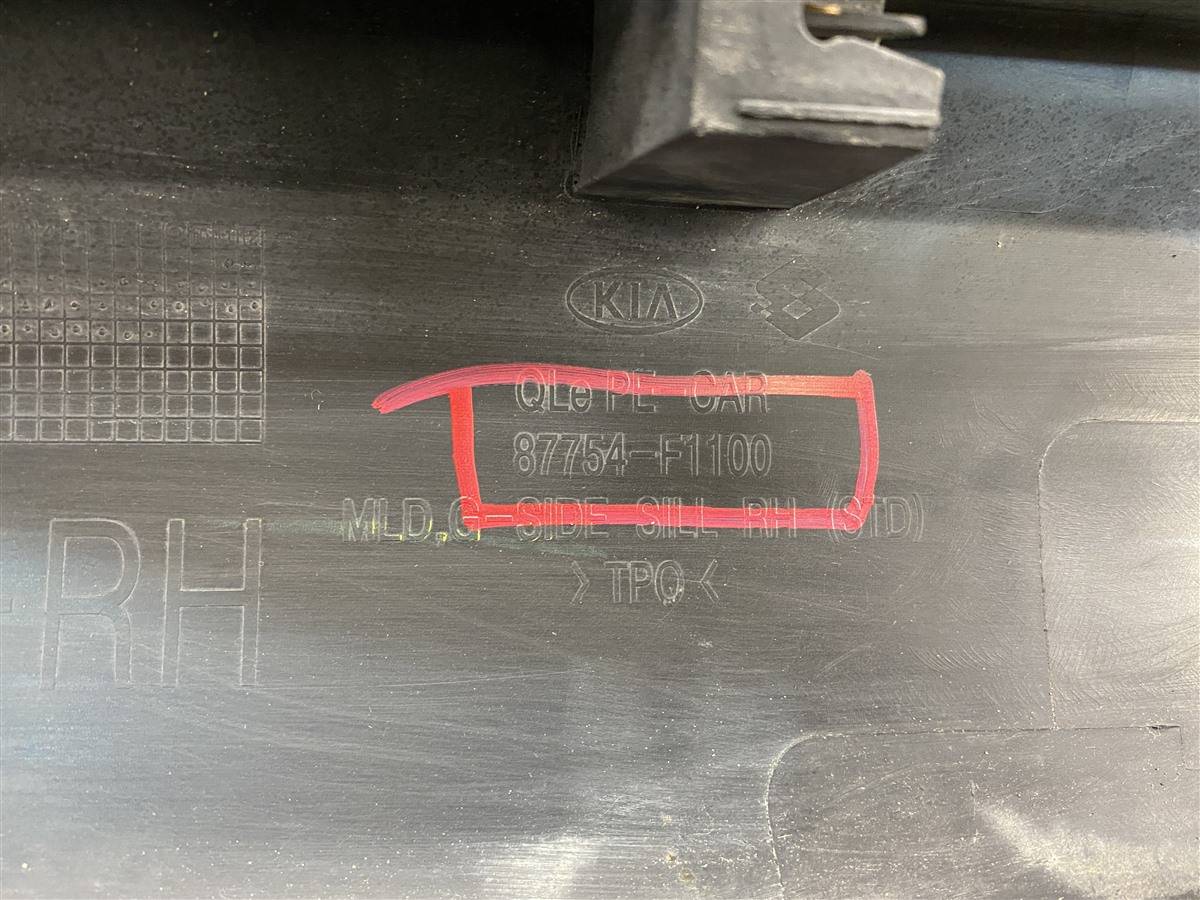 KIA
QLe PE CAR
87754-F1100
MLD,G-SIDE SILL RH (STD)
>TPO<
-RH